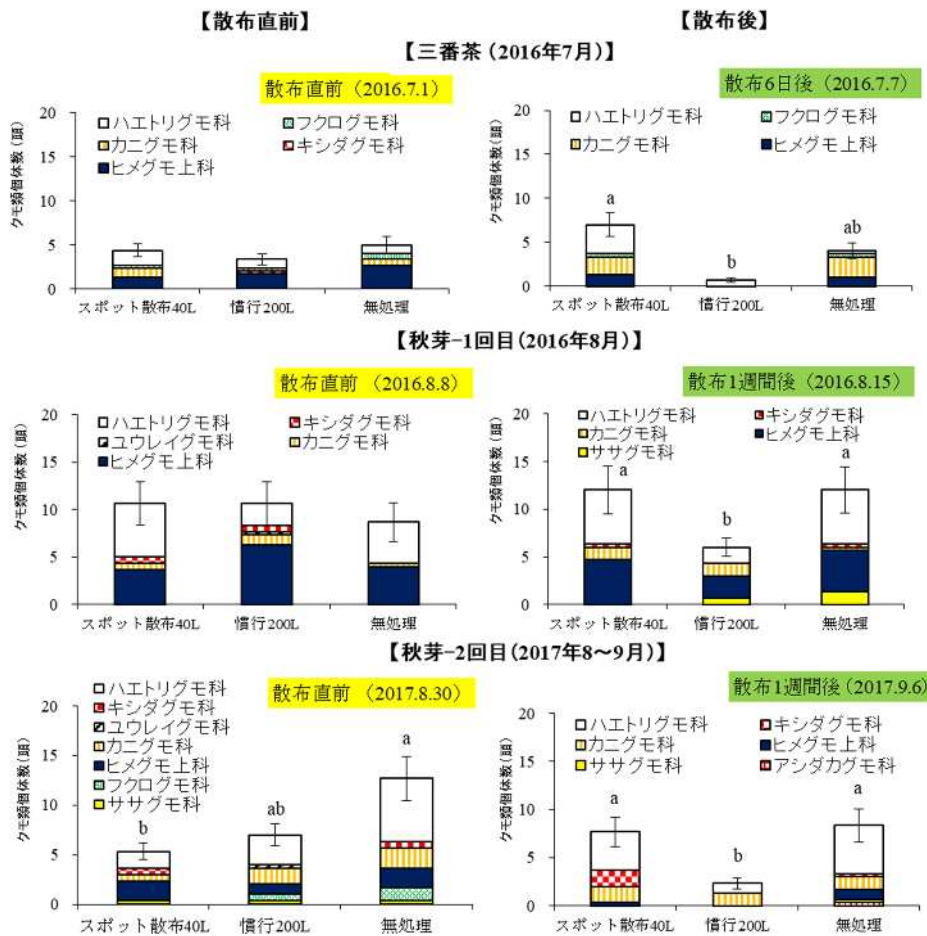 【散布直前】
【散布後】
【三番茶（2016年7月）】
散布直前（2016.7.1）
クモ類個体数（頭）
20
15
10
5
0
ハエトリグモ科
フクログモ科
カニグモ科
キシダグモ科
ヒメグモ上科
スポット散布40L
慣行200L
無処理
散布6日後（2016.7.7）
クモ類個体数（頭）
20
15
10
5
0
ハエトリグモ科
フクログモ科
カニグモ科
ヒメグモ上科
a
b
ab
スポット散布40L
慣行200L
無処理
【秋芽−1回目（2016年8月）】
散布直前 （2016.8.8）
クモ類個体数（頭）
20
15
10
5
0
ハエトリグモ科
キシダグモ科
ユウレイグモ科
カニグモ科
ヒメグモ上科
スポット散布40L
慣行200L
無処理
散布1週間後（2016.8.15）
クモ類個体数（頭）
20
15
10
5
0
ハエトリグモ科
キシダグモ科
カニグモ科
ヒメグモ上科
ササグモ科
a
b
a
スポット散布40L
慣行200L
無処理
【秋芽−2回目（2017年8～9月）】
散布直前 （2017.8.30）
クモ類個体数（頭）
20
15
10
5
0
ハエトリグモ科
キシダグモ科
ユウレイグモ科
カニグモ科
ヒメグモ上科
フクログモ科
ササグモ科
b
ab
a
スポット散布40L
慣行200L
無処理
散布1週間後（2017.9.6）
クモ類個体数（頭）
20
15
10
5
0
ハエトリグモ科
キシダグモ科
カニグモ科
ヒメグモ上科
ササグモ科
アシダカグモ科
a
b
a
スポット散布40L
慣行200L
無処理